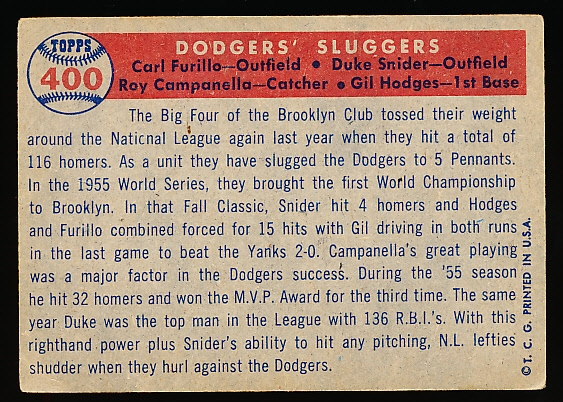 TOPPS
400
DODGERS' SLUGGERS
Carl Furillo—Outfield • Duke Snider—Outfield
Roy Campanella—Catcher • Gil Hodges—1st Base
The Big Four of the Brooklyn Club tossed their weight
around the National League again last year when they hit a total of
116 homers. As a unit they have slugged the Dodgers to 5 Pennants.
In the 1955 World Series, they brought the first World Championship
to Brooklyn. In that Fall Classic, Snider hit 4 homers and Hodges
and Furillo combined forced for 15 hits with Gil driving in both runs
in the last game to beat the Yanks 2-0. Campanella's great playing
was a major factor in the Dodgers success. During the '55 season
he hit 32 homers and won the M.V.P. Award for the third time. The same
year Duke was the top man in the League with 136 R.B.I.'s. With this
righthand power plus Snider's ability to hit any pitching, N.L. lefties
shudder when they hurl against the Dodgers.
© T. C. G. PRINTED IN U.S.A.